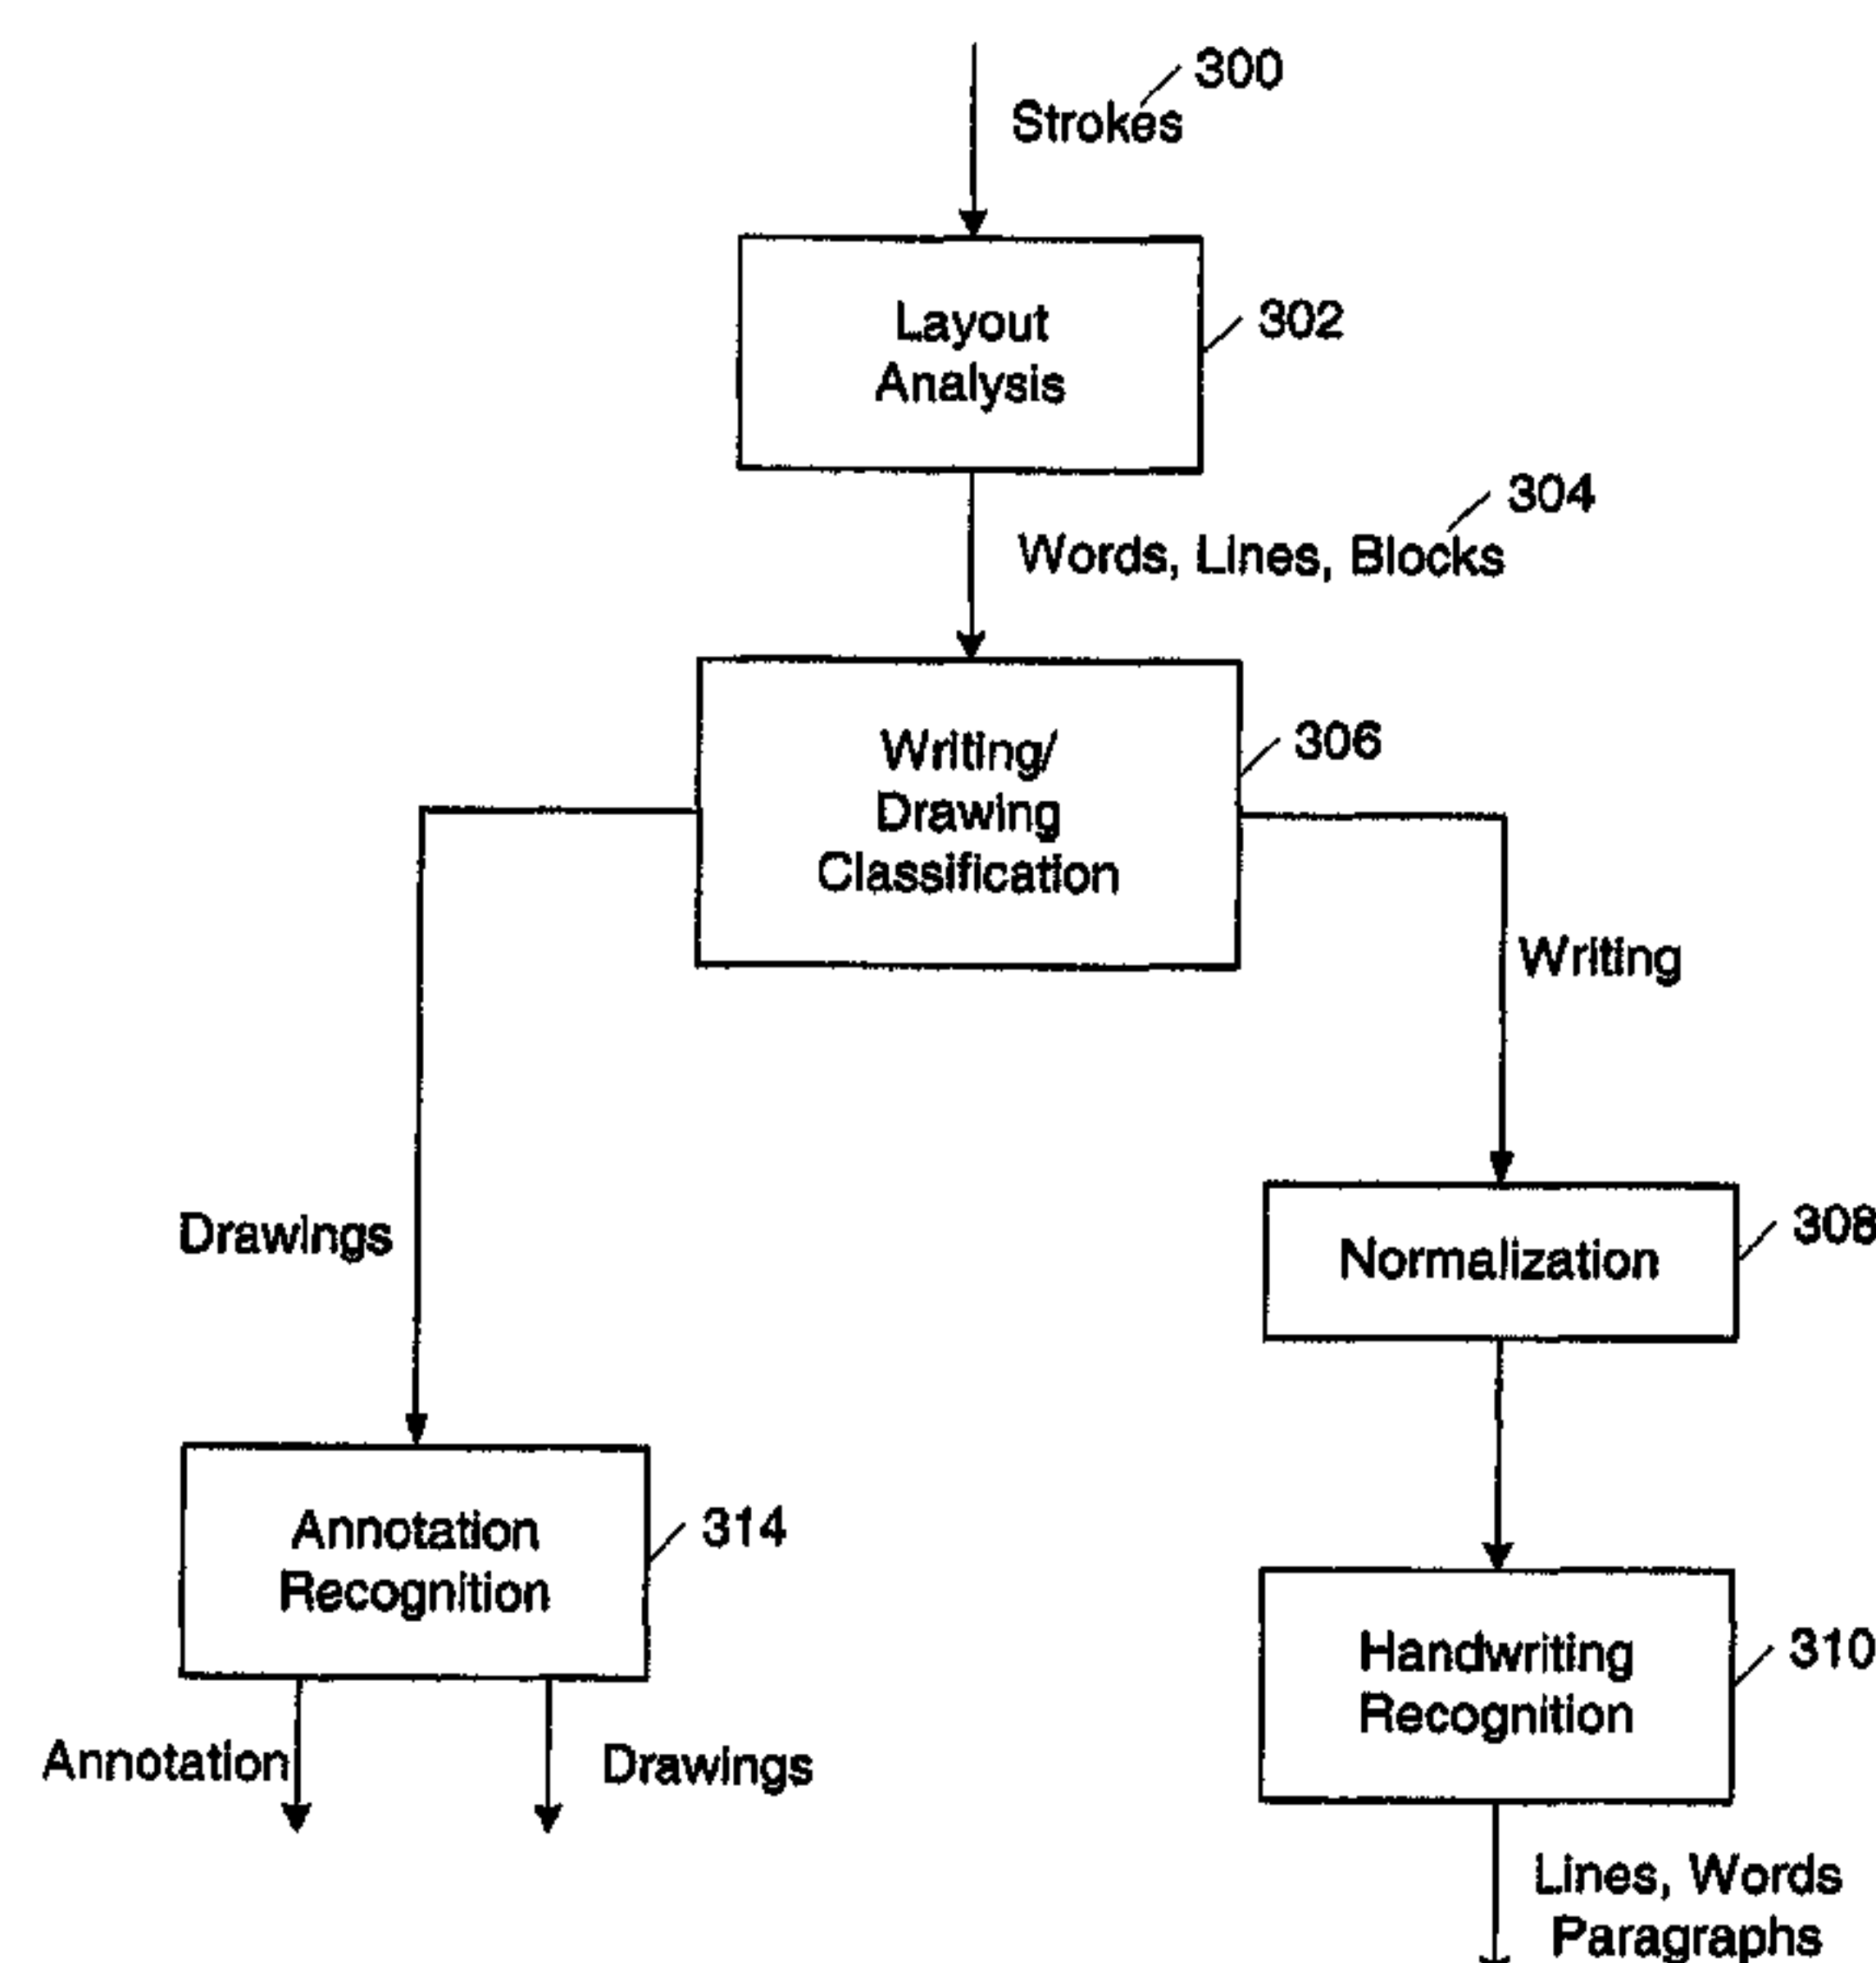 300
Strokes
Layout
Analysis
302
304
Words, Lines, Blocks
Writing/
Drawing
Classification
306
Writing
Drawings
Normalization
308
Annotation
Recognition
314
Handwriting
Recognition
310
Annotation
Drawings
Lines, Words
Paragraphs